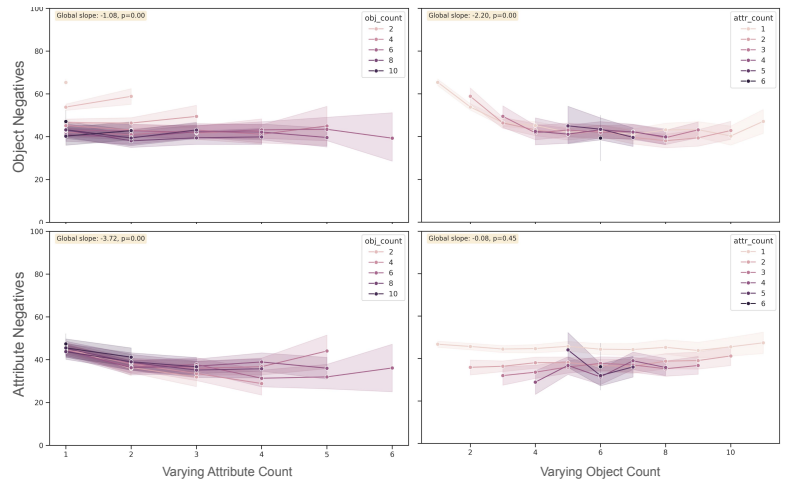 100
80
60
40
20
0
Object Negatives
Global slope: -1.08, p=0.00
obj_count
2
4
6
8
10
Global slope: -2.20, p=0.00
attr_count
1
2
3
4
5
6
100
80
60
40
20
0
Attribute Negatives
Global slope: -3.72, p=0.00
obj_count
2
4
6
8
10
1 2 3 4 5 6
Varying Attribute Count
Global slope: -0.08, p=0.45
attr_count
1
2
3
4
5
6
2 4 6 8 10
Varying Object Count